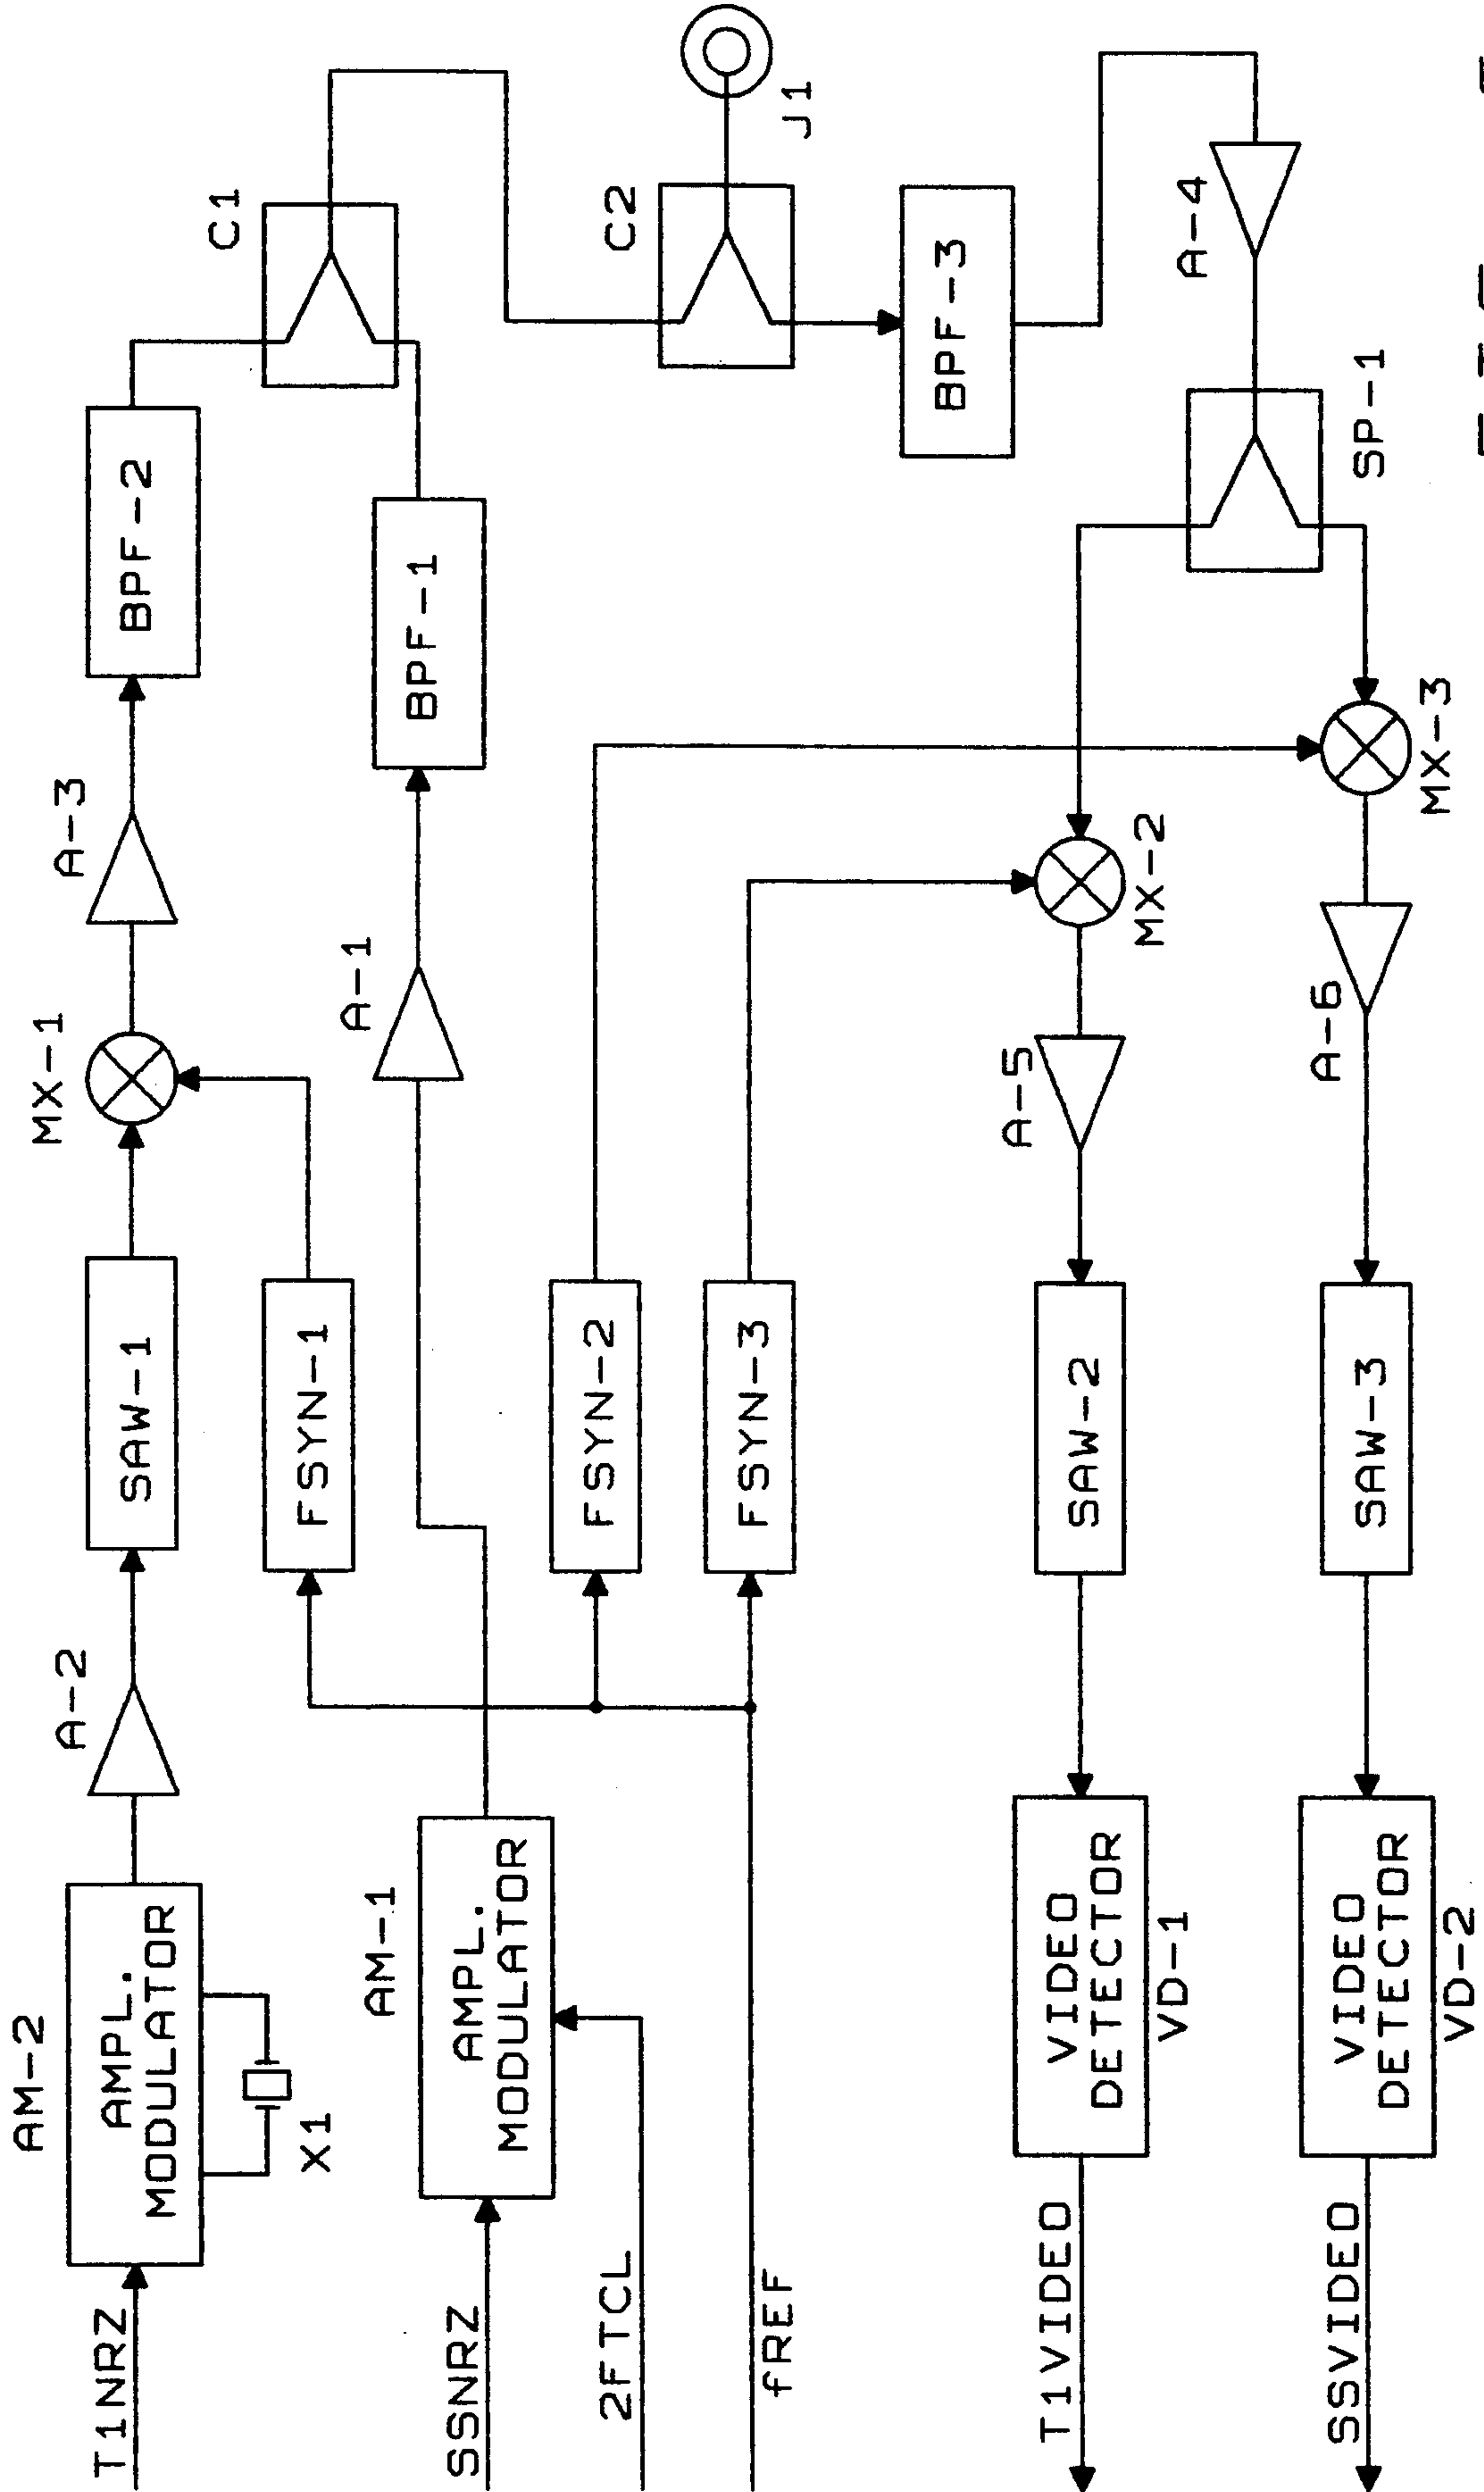 AM-2
T1NRZ
AMPL.
MODULATOR
X1
A-2
SAW-1
MX-1
A-3
BPF-2
C1
FSYN-1
AM-1
SSNRZ
AMPL.
MODULATOR
A-1
BPF-1
2FTCL
fREF
FSYN-2
FSYN-3
C2
J1
BPF-3
T1VIDEO
VIDEO
DETECTOR
VD-1
SAW-2
A-5
MX-2
A-4
SP-1
SSVIDEO
VIDEO
DETECTOR
VD-2
SAW-3
A-6
MX-3